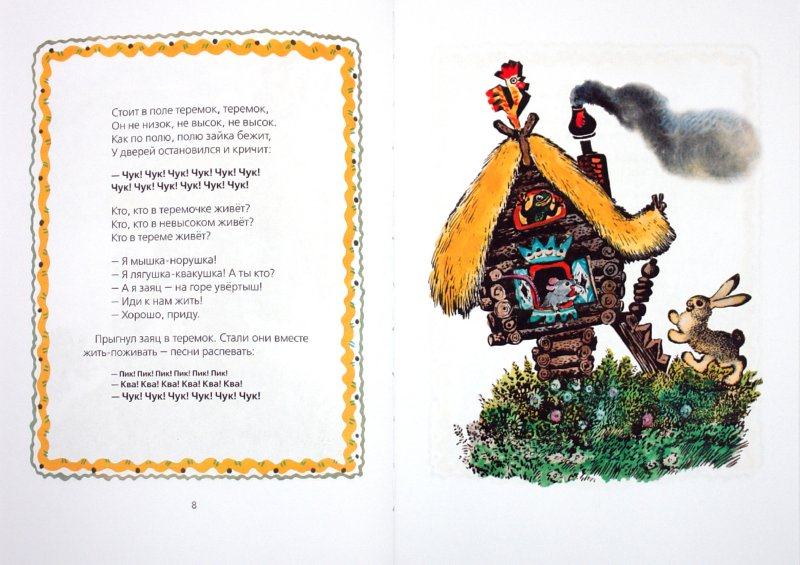 Стоит в поле теремок, теремок,
Он не низок, не высок, не высок.
Как по полю, полю зайка бежит,
У дверей остановился и кричит:
— Чук! Чук! Чук! Чук! Чук! Чук!
Чук! Чук! Чук! Чук! Чук! Чук!
Кто, кто в теремочке живёт?
Кто, кто в невысоком живёт?
Кто в тереме живёт?
— Я мышка-норушка!
— Я лягушка-квакушка! А ты кто?
— А я заяц — на горе увёртыш!
— Иди к нам жить!
— Хорошо, приду.
Прыгнул заяц в теремок. Стали они вместе
жить-поживать — песни распевать:
— Пик! Пик! Пик! Пик! Пик! Пик!
— Ква! Ква! Ква! Ква! Ква! Ква!
— Чук! Чук! Чук! Чук! Чук! Чук!
8